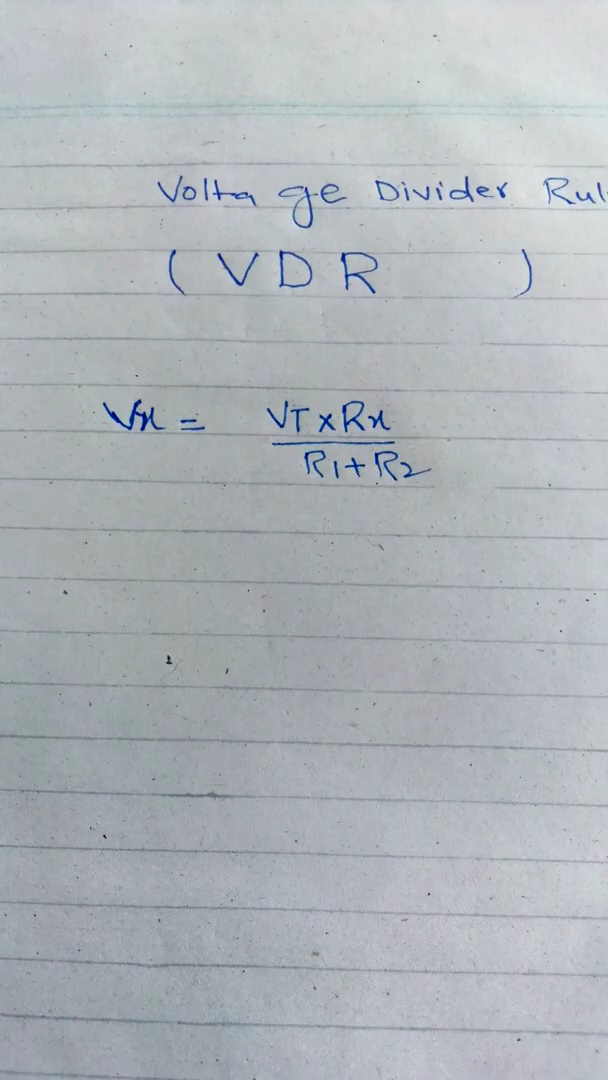 Voltage Divider Rul
( V D R )
Vx = VT x Rx
R1 + R2